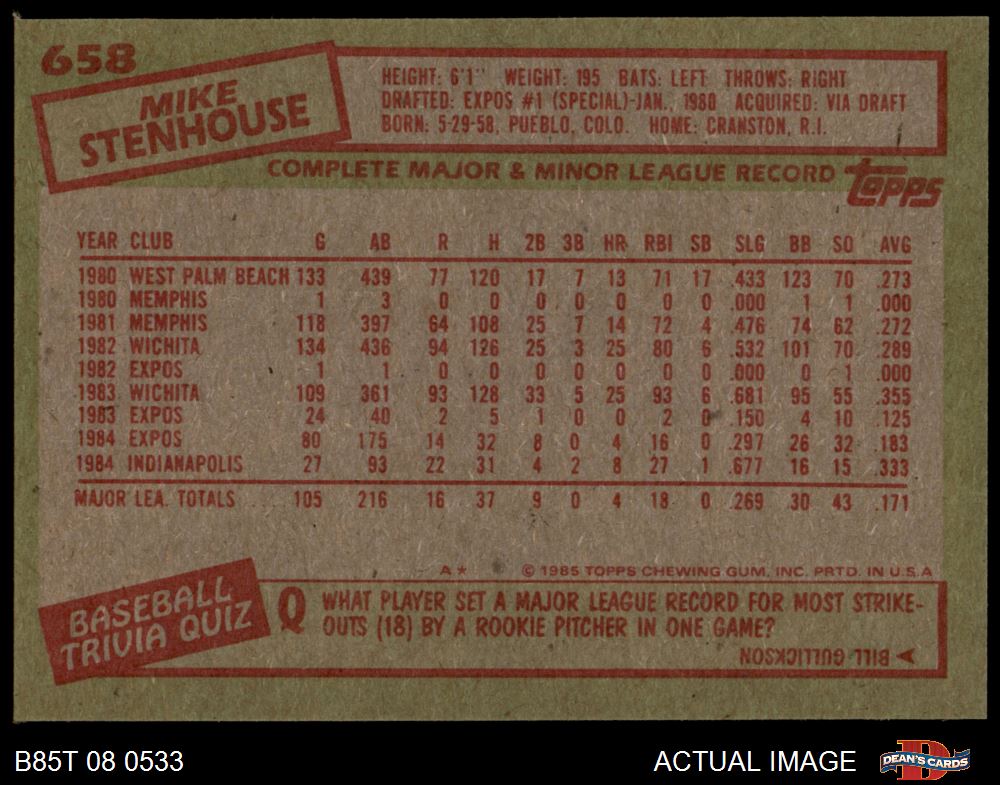 658
MIKE
STENHOUSE
HEIGHT: 6'1" WEIGHT: 195 BATS: LEFT THROWS: RIGHT
DRAFTED: EXPOS #1 (SPECIAL)-JAN., 1980 ACQUIRED: VIA DRAFT
BORN: 5-29-58, PUEBLO, COLO. HOME: CRANSTON, R.I.
COMPLETE MAJOR & MINOR LEAGUE RECORD
topps
YEAR CLUB G AB R H 2B 3B HR RBI SB SLG BB SO AVG
1980 WEST PALM BEACH 133 439 77 120 17 7 13 71 17 .433 123 70 .273
1980 MEMPHIS 1 3 0 0 0 0 0 0 0 .000 1 1 .000
1981 MEMPHIS 118 397 64 108 25 7 14 72 4 .476 74 62 .272
1982 WICHITA 134 436 94 126 25 3 25 80 6 .532 101 70 .289
1982 EXPOS 1 1 0 0 0 0 0 0 0 .000 0 1 .000
1983 WICHITA 109 361 93 128 33 5 25 93 6 .681 95 55 .355
1983 EXPOS 24 40 2 5 1 0 0 2 0 .150 4 10 .125
1984 EXPOS 80 175 14 32 8 0 4 16 0 .297 26 32 .183
1984 INDIANAPOLIS 27 93 22 31 4 2 8 27 1 .677 16 15 .333
MAJOR LEA. TOTALS 105 216 16 37 9 0 4 18 0 .269 30 43 .171
A* © 1985 TOPPS CHEWING GUM, INC. PRTD. IN U.S.A
BASEBALL
TRIVIA QUIZ
Q WHAT PLAYER SET A MAJOR LEAGUE RECORD FOR MOST STRIKE-
OUTS (18) BY A ROOKIE PITCHER IN ONE GAME?
BILL GULLICKSON
B85T 08 0533
ACTUAL IMAGE
DEAN'S CARDS